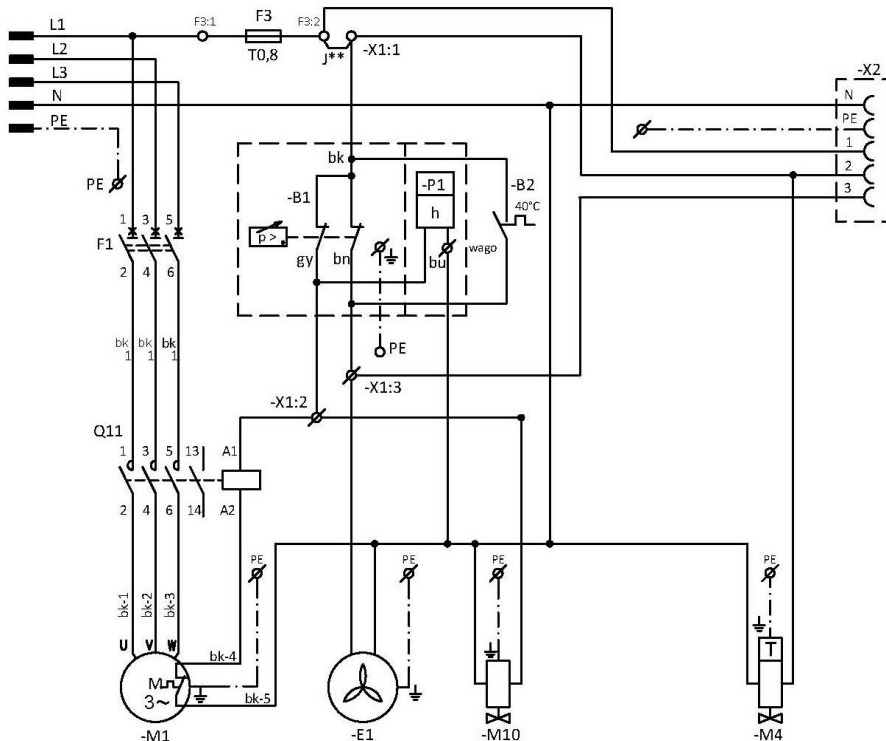 L1 F3:1 F3 F3:2
T0,8 J** -X1:1
L2
L3 -X2
N N
PE PE
1
bk 2
PE -B1 -P1 -B2 3
1 3 5 h 40°C
F1 p > wago
2 4 6 gy bn bu
bk bk bk PE
1 1 1
-X1:3
-X1:2
Q11
1 3 5 13 A1
2 4 6 14 A2
PE PE PE PE
bk-1 bk-2 bk-3
U V W bk-4 T
M
3~ bk-5
-M1 -E1 -M10 -M4